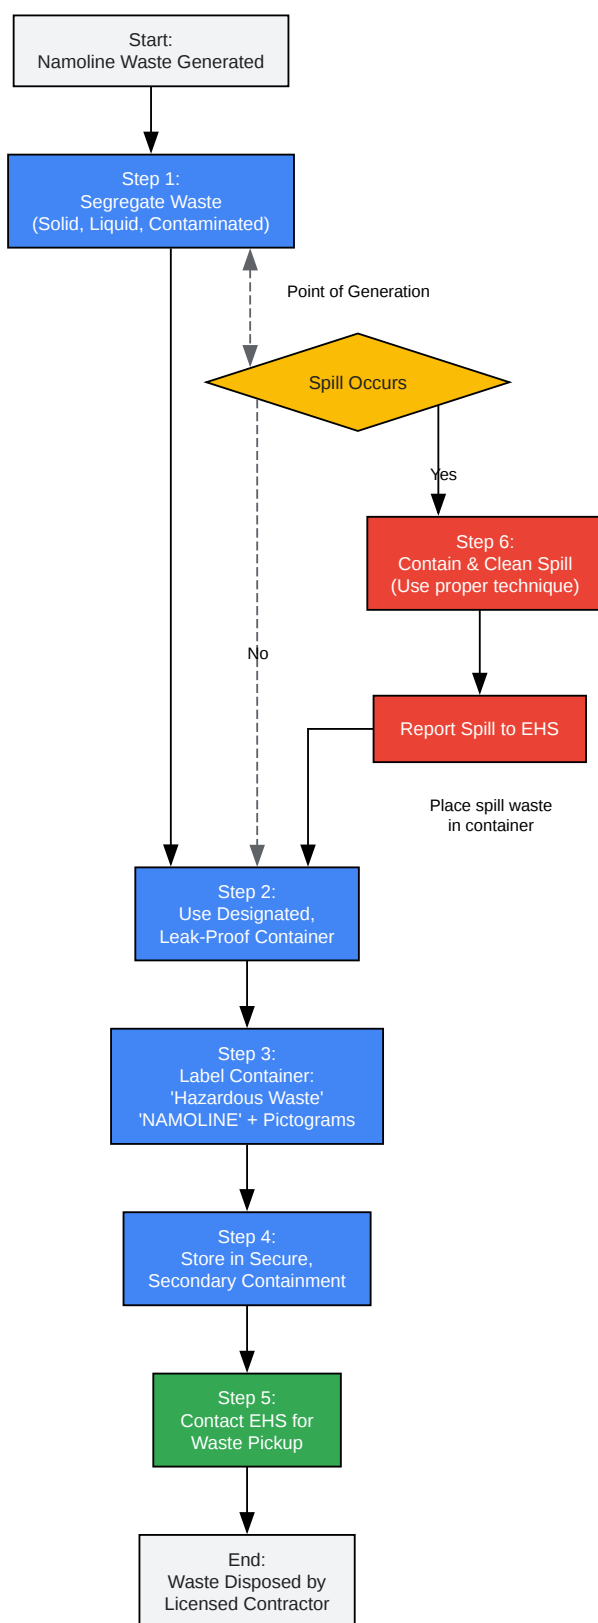 Start:
Namoline Waste Generated
Step 1:
Segregate Waste
(Solid, Liquid, Contaminated)
Point of Generation
Spill Occurs
Yes
Step 6:
Contain & Clean Spill
(Use proper technique)
No
Report Spill to EHS
Place spill waste
in container
Step 2:
Use Designated,
Leak-Proof Container
Step 3:
Label Container:
'Hazardous Waste'
'NAMOLINE' + Pictograms
Step 4:
Store in Secure,
Secondary Containment
Step 5:
Contact EHS for
Waste Pickup
End:
Waste Disposed by
Licensed Contractor